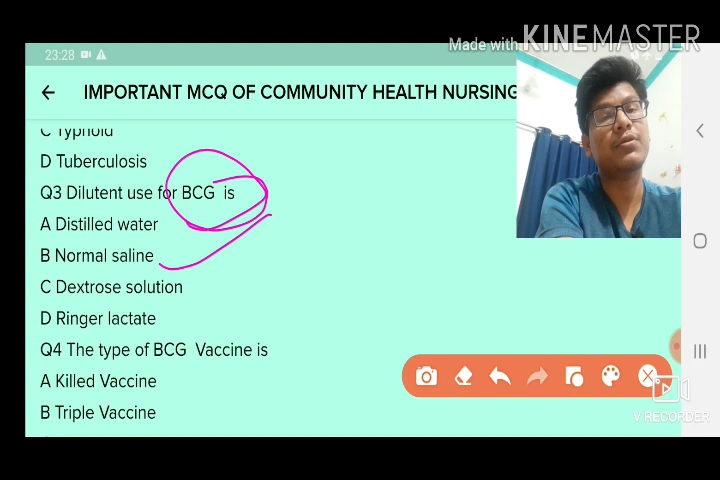 Made with KINEMASTER
23:28
IMPORTANT MCQ OF COMMUNITY HEALTH NURSING
C Typhoid
D Tuberculosis
Q3 Dilutent use for BCG is
A Distilled water
B Normal saline
C Dextrose solution
D Ringer lactate
Q4 The type of BCG Vaccine is
A Killed Vaccine
B Triple Vaccine
V RECORDER